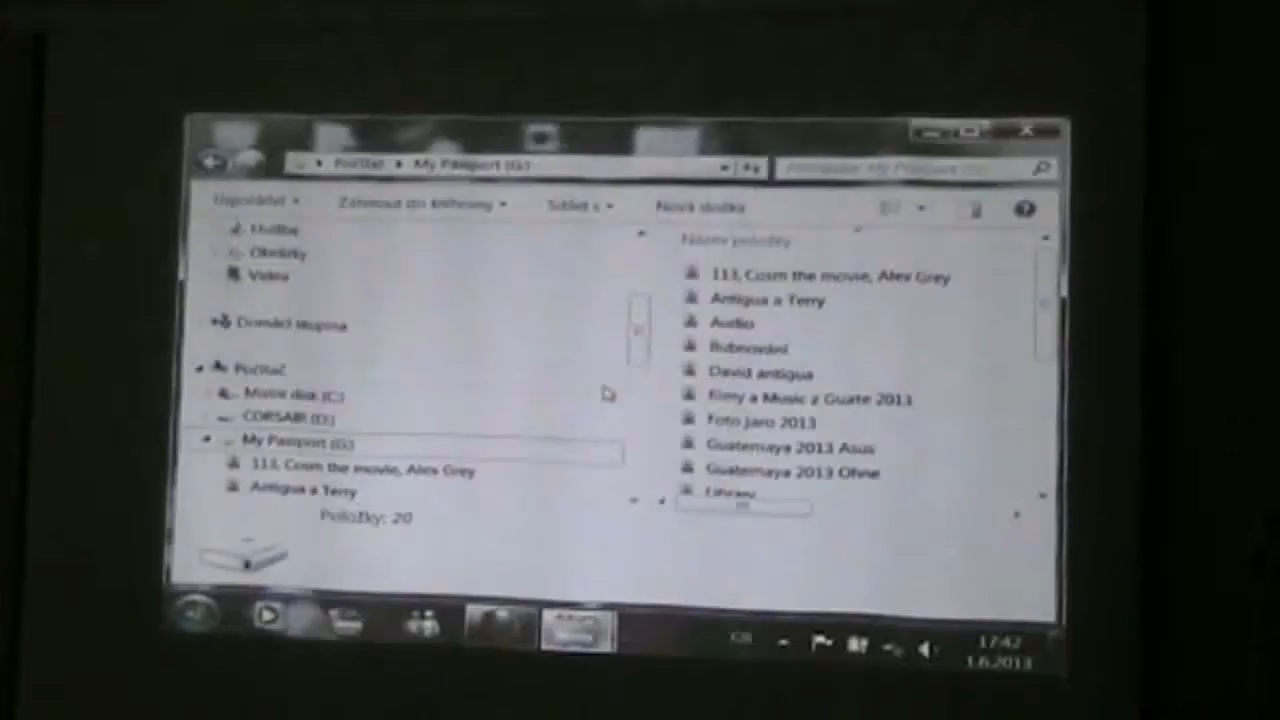 Počítač ▸ My Passport (G:)
Uspořádat Zahrnout do knihovny Sdílet s Nová složka
Hudba
Obrázky
Videa
Domácí skupina
Počítač
Místní disk (C:)
CORSAIR (D:)
My Passport (G:)
113, Cosm the movie, Alex Grey
Antigua a Terry
Název položky
113, Cosm the movie, Alex Grey
Antigua a Terry
Audio
Bubnování
David antigua
filmy a Music z Guate 2013
Foto Jaro 2013
Guatemaya 2013 Asus
Guatemaya 2013 Ohne
Library
Položky: 20
CS
17:47
1.6.2013